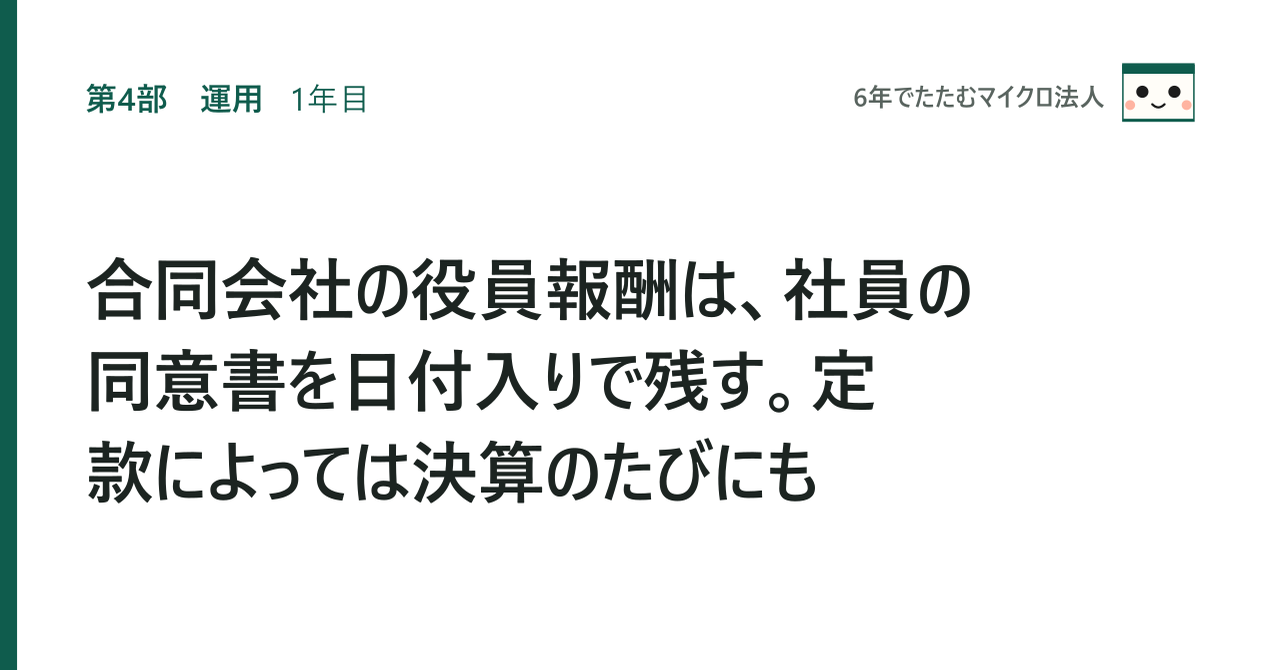 第4部　運用　1年目
6年でたたむマイクロ法人
合同会社の役員報酬は、社員の
同意書を日付入りで残す。定
款によっては決算のたびにも